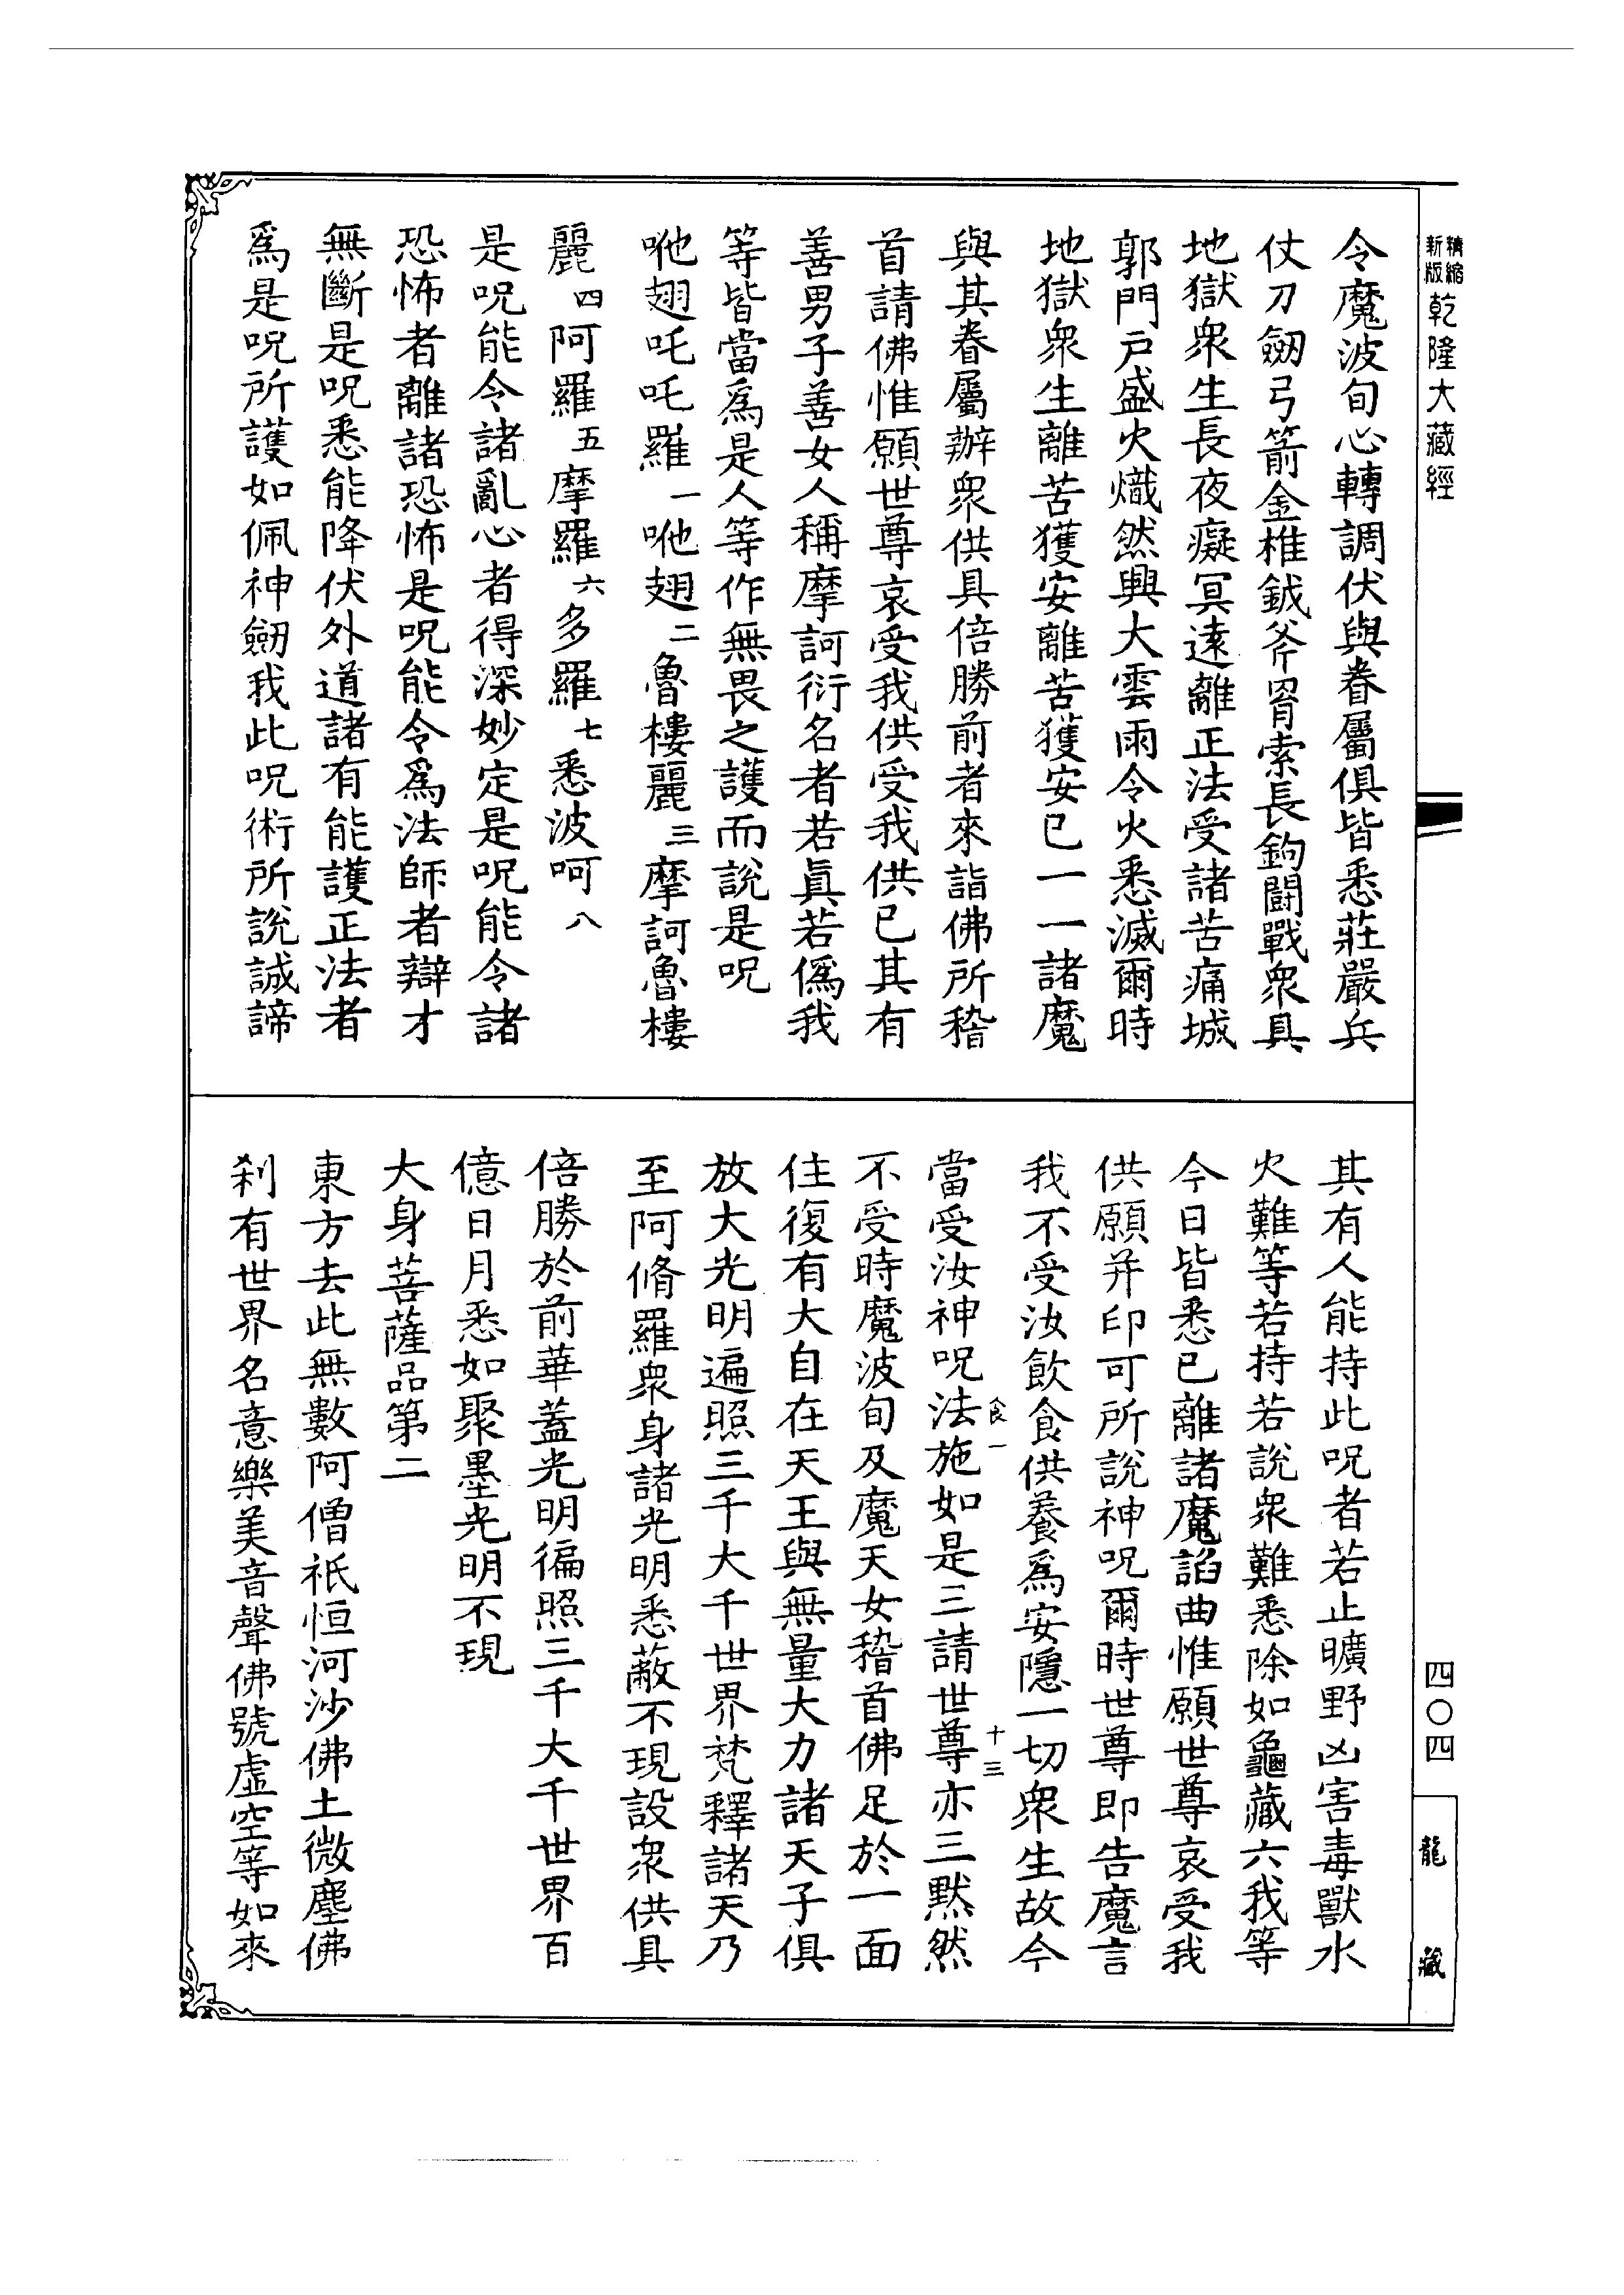 精縮新版乾隆大藏經
令魔波旬心轉調伏與眷屬俱皆悉莊嚴兵
仗刀劒弓箭金椎鉞斧罥索長鉤鬪戰衆具
地獄衆生長夜癡冥遠離正法受諸苦痛城
郭門戸盛火熾然興大雲雨令火悉滅爾時
地獄衆生離苦獲安離苦獲安已一一諸魔
與其眷屬辦衆供具倍勝前者來詣佛所稽
首請佛惟願世尊哀受我供受我供已其有
善男子善女人稱摩訶衍名者若眞若僞我
等皆當爲是人等作無畏之護而說是呪
吔翅吒吒羅一吔翅二魯樓麗三摩訶魯樓
麗四阿羅五摩羅六多羅七悉波呵八
是呪能令諸亂心者得深妙定是呪能令諸
恐怖者離諸恐怖是呪能令爲法師者辯才
無斷是呪悉能降伏外道諸有能護正法者
爲是呪所護如佩神劒我此呪術所說誠諦
其有人能持此呪者若止曠野凶害毒獸水
火難等若持若說衆難悉除如龜藏六我等
今日皆悉已離諸魔諂曲惟願世尊哀受我
供願并印可所說神呪爾時世尊即告魔言
我不受汝飲食供養爲安隱一切衆生故今
食一 十三
當受汝神呪法施如是三請世尊亦三默然
不受時魔波旬及魔天女稽首佛足於一面
住復有大自在天王與無量大力諸天子俱
放大光明遍照三千大千世界梵釋諸天乃
至阿脩羅衆身諸光明悉蔽不現設衆供具
倍勝於前華蓋光明徧照三千大千世界百
億日月悉如聚墨光明不現
大身菩薩品第二
東方去此無數阿僧祇恒河沙佛土微塵佛
刹有世界名意樂美音聲佛號虛空等如來
四〇四
龍藏